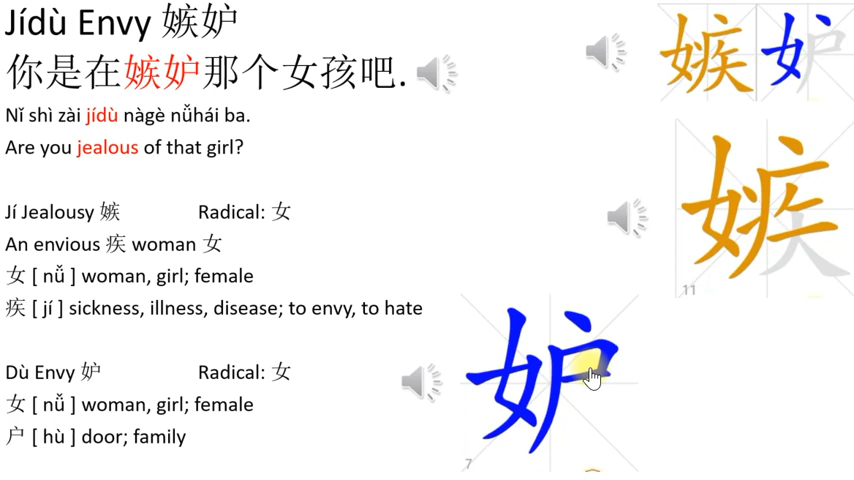 Jídù Envy 嫉妒
你是在嫉妒那个女孩吧.
Nǐ shì zài jídù nàgè nǚhái ba.
Are you jealous of that girl?
Jí Jealousy 嫉 Radical: 女
An envious 疾 woman 女
女 [ nǚ ] woman, girl; female
疾 [ jí ] sickness, illness, disease; to envy, to hate
Dù Envy 妒 Radical: 女
女 [ nǚ ] woman, girl; female
户 [ hù ] door; family
嫉妒
嫉
11
妒
7